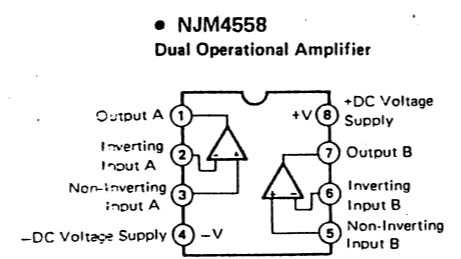 ● NJM4558
Dual Operational Amplifier
Output A 1
Inverting
Input A
2
Non-Inverting
Input A
3
-DC Voltage Supply 4 -V
+V 8 +DC Voltage
Supply
7 Output B
6 Inverting
Input B
5 Non-Inverting
Input B
- +
+ -